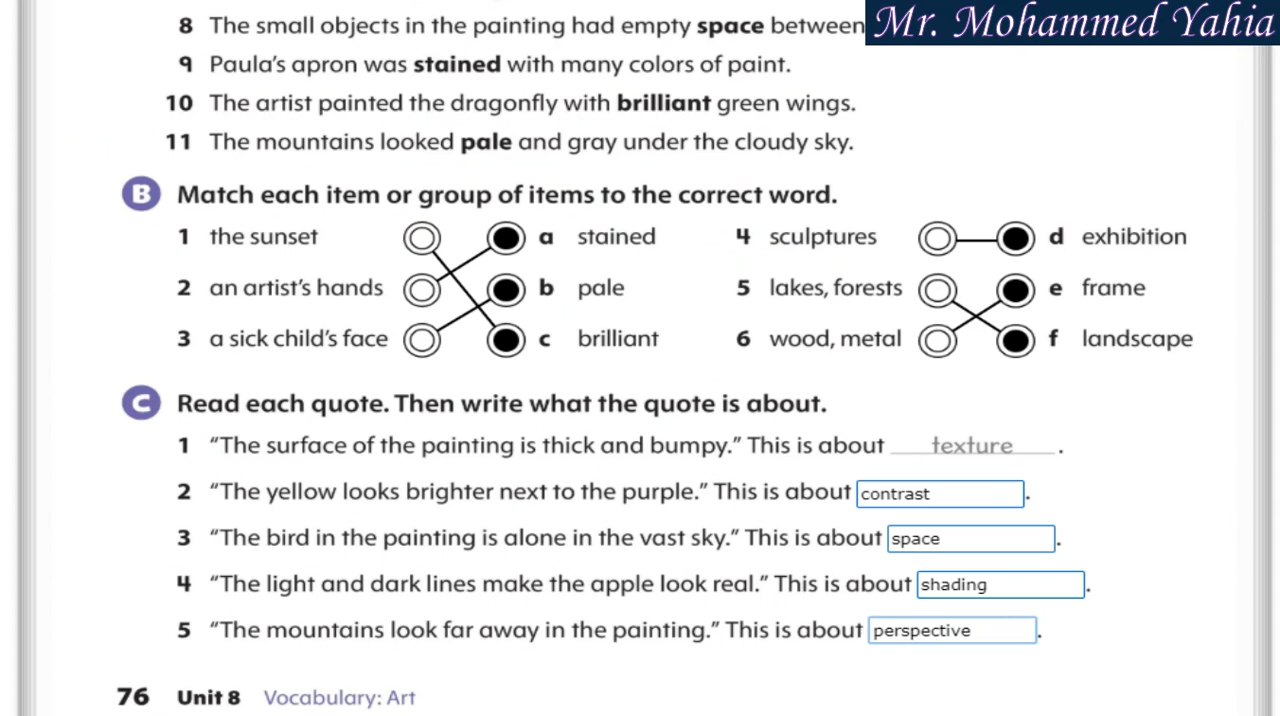 8 The small objects in the painting had empty space between
Mr. Mohammed Yahia
9 Paula's apron was stained with many colors of paint.
10 The artist painted the dragonfly with brilliant green wings.
11 The mountains looked pale and gray under the cloudy sky.
B Match each item or group of items to the correct word.
1 the sunset a stained 4 sculptures d exhibition
2 an artist's hands b pale 5 lakes, forests e frame
3 a sick child's face c brilliant 6 wood, metal f landscape
C Read each quote. Then write what the quote is about.
1 “The surface of the painting is thick and bumpy.” This is about texture .
2 “The yellow looks brighter next to the purple.” This is about contrast .
3 “The bird in the painting is alone in the vast sky.” This is about space .
4 “The light and dark lines make the apple look real.” This is about shading .
5 “The mountains look far away in the painting.” This is about perspective .
76 Unit 8 Vocabulary: Art